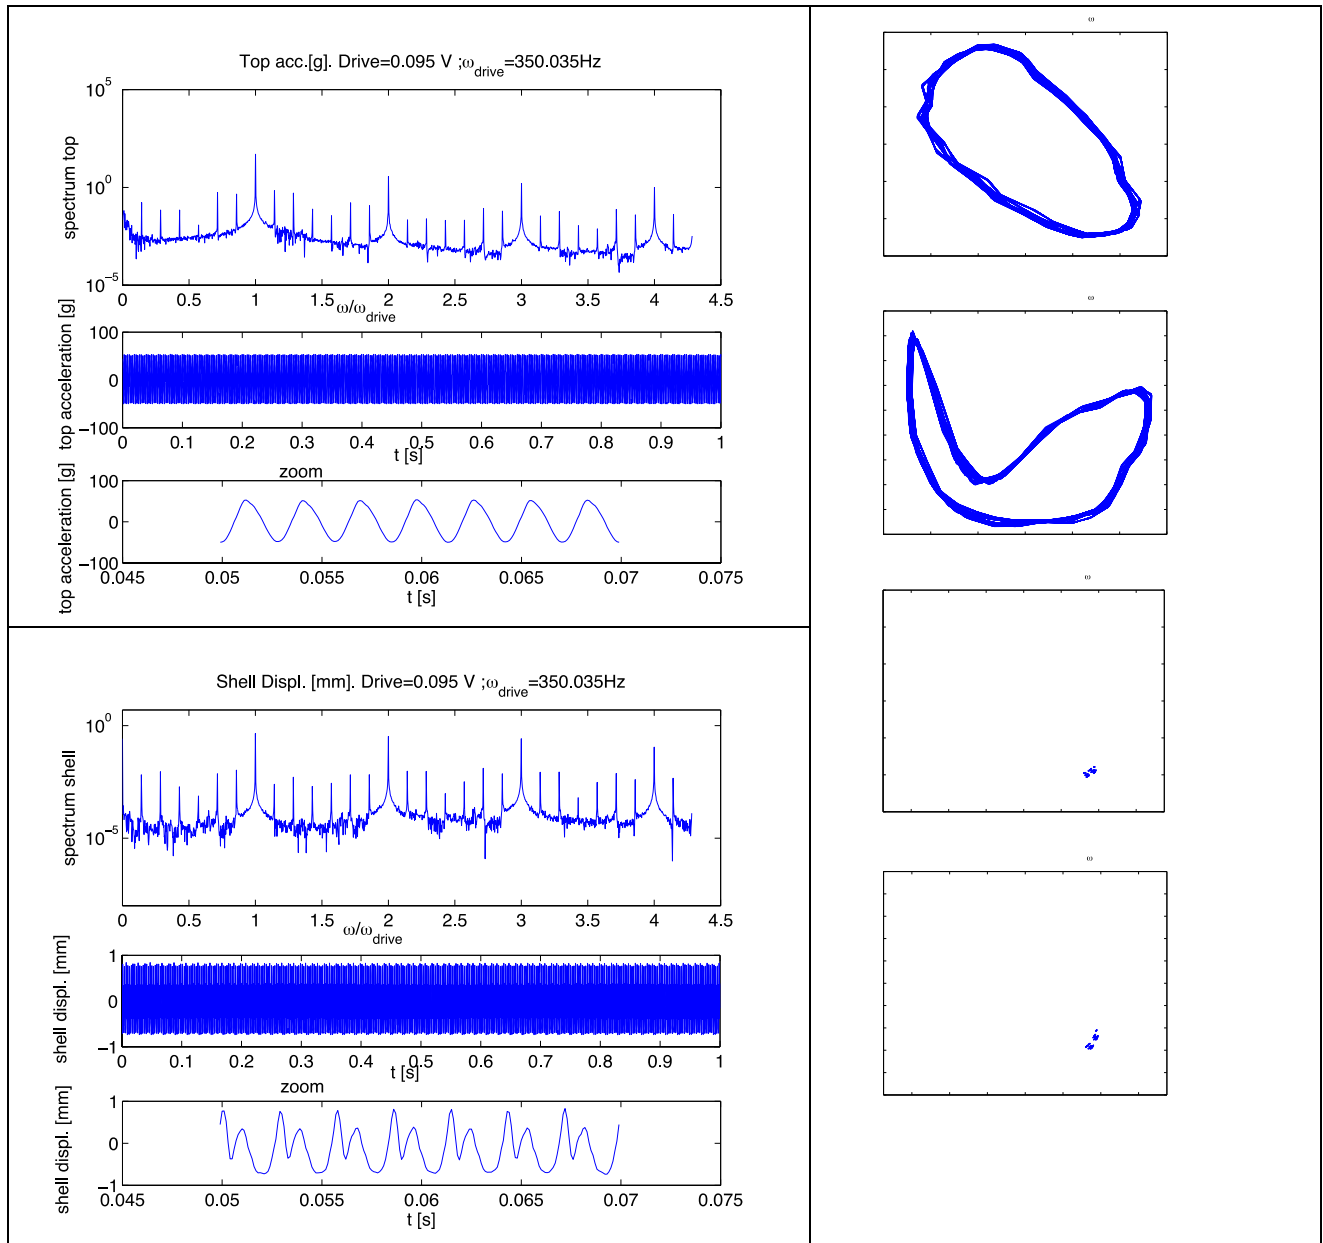 Top acc.[g]. Drive=0.095 V ;ωdrive=350.035Hz
spectrum top
10^5
10^0
10^-5
0 0.5 1 1.5 2 2.5 3 3.5 4 4.5
ω/ωdrive
top acceleration [g]
100
0
-100
0 0.1 0.2 0.3 0.4 0.5 0.6 0.7 0.8 0.9 1
t [s]
zoom
top acceleration [g]
100
0
-100
0.045 0.05 0.055 0.06 0.065 0.07 0.075
t [s]
Shell Displ. [mm]. Drive=0.095 V ;ωdrive=350.035Hz
spectrum shell
10^0
10^-5
0 0.5 1 1.5 2 2.5 3 3.5 4 4.5
ω/ωdrive
shell displ. [mm]
1
0
-1
0 0.1 0.2 0.3 0.4 0.5 0.6 0.7 0.8 0.9 1
t [s]
zoom
shell displ. [mm]
1
0
-1
0.045 0.05 0.055 0.06 0.065 0.07 0.075
t [s]
ω
ω
ω
ω